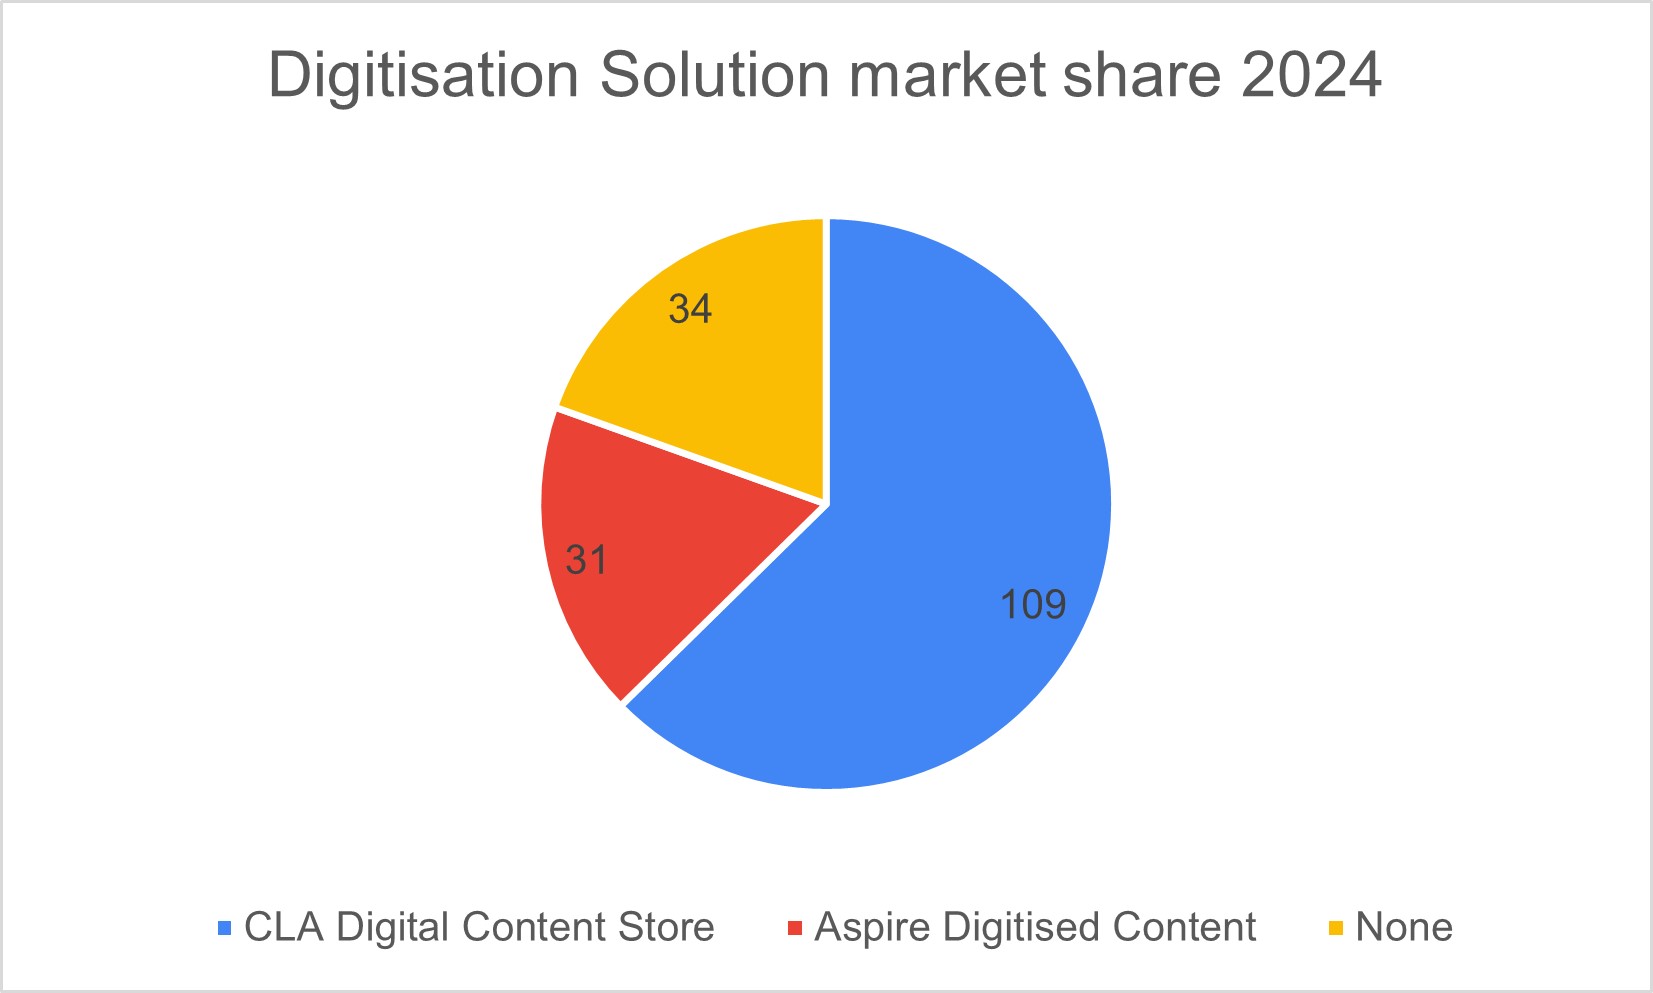 Digitisation Solution market share 2024
34
31
109
CLA Digital Content Store
Aspire Digitised Content
None